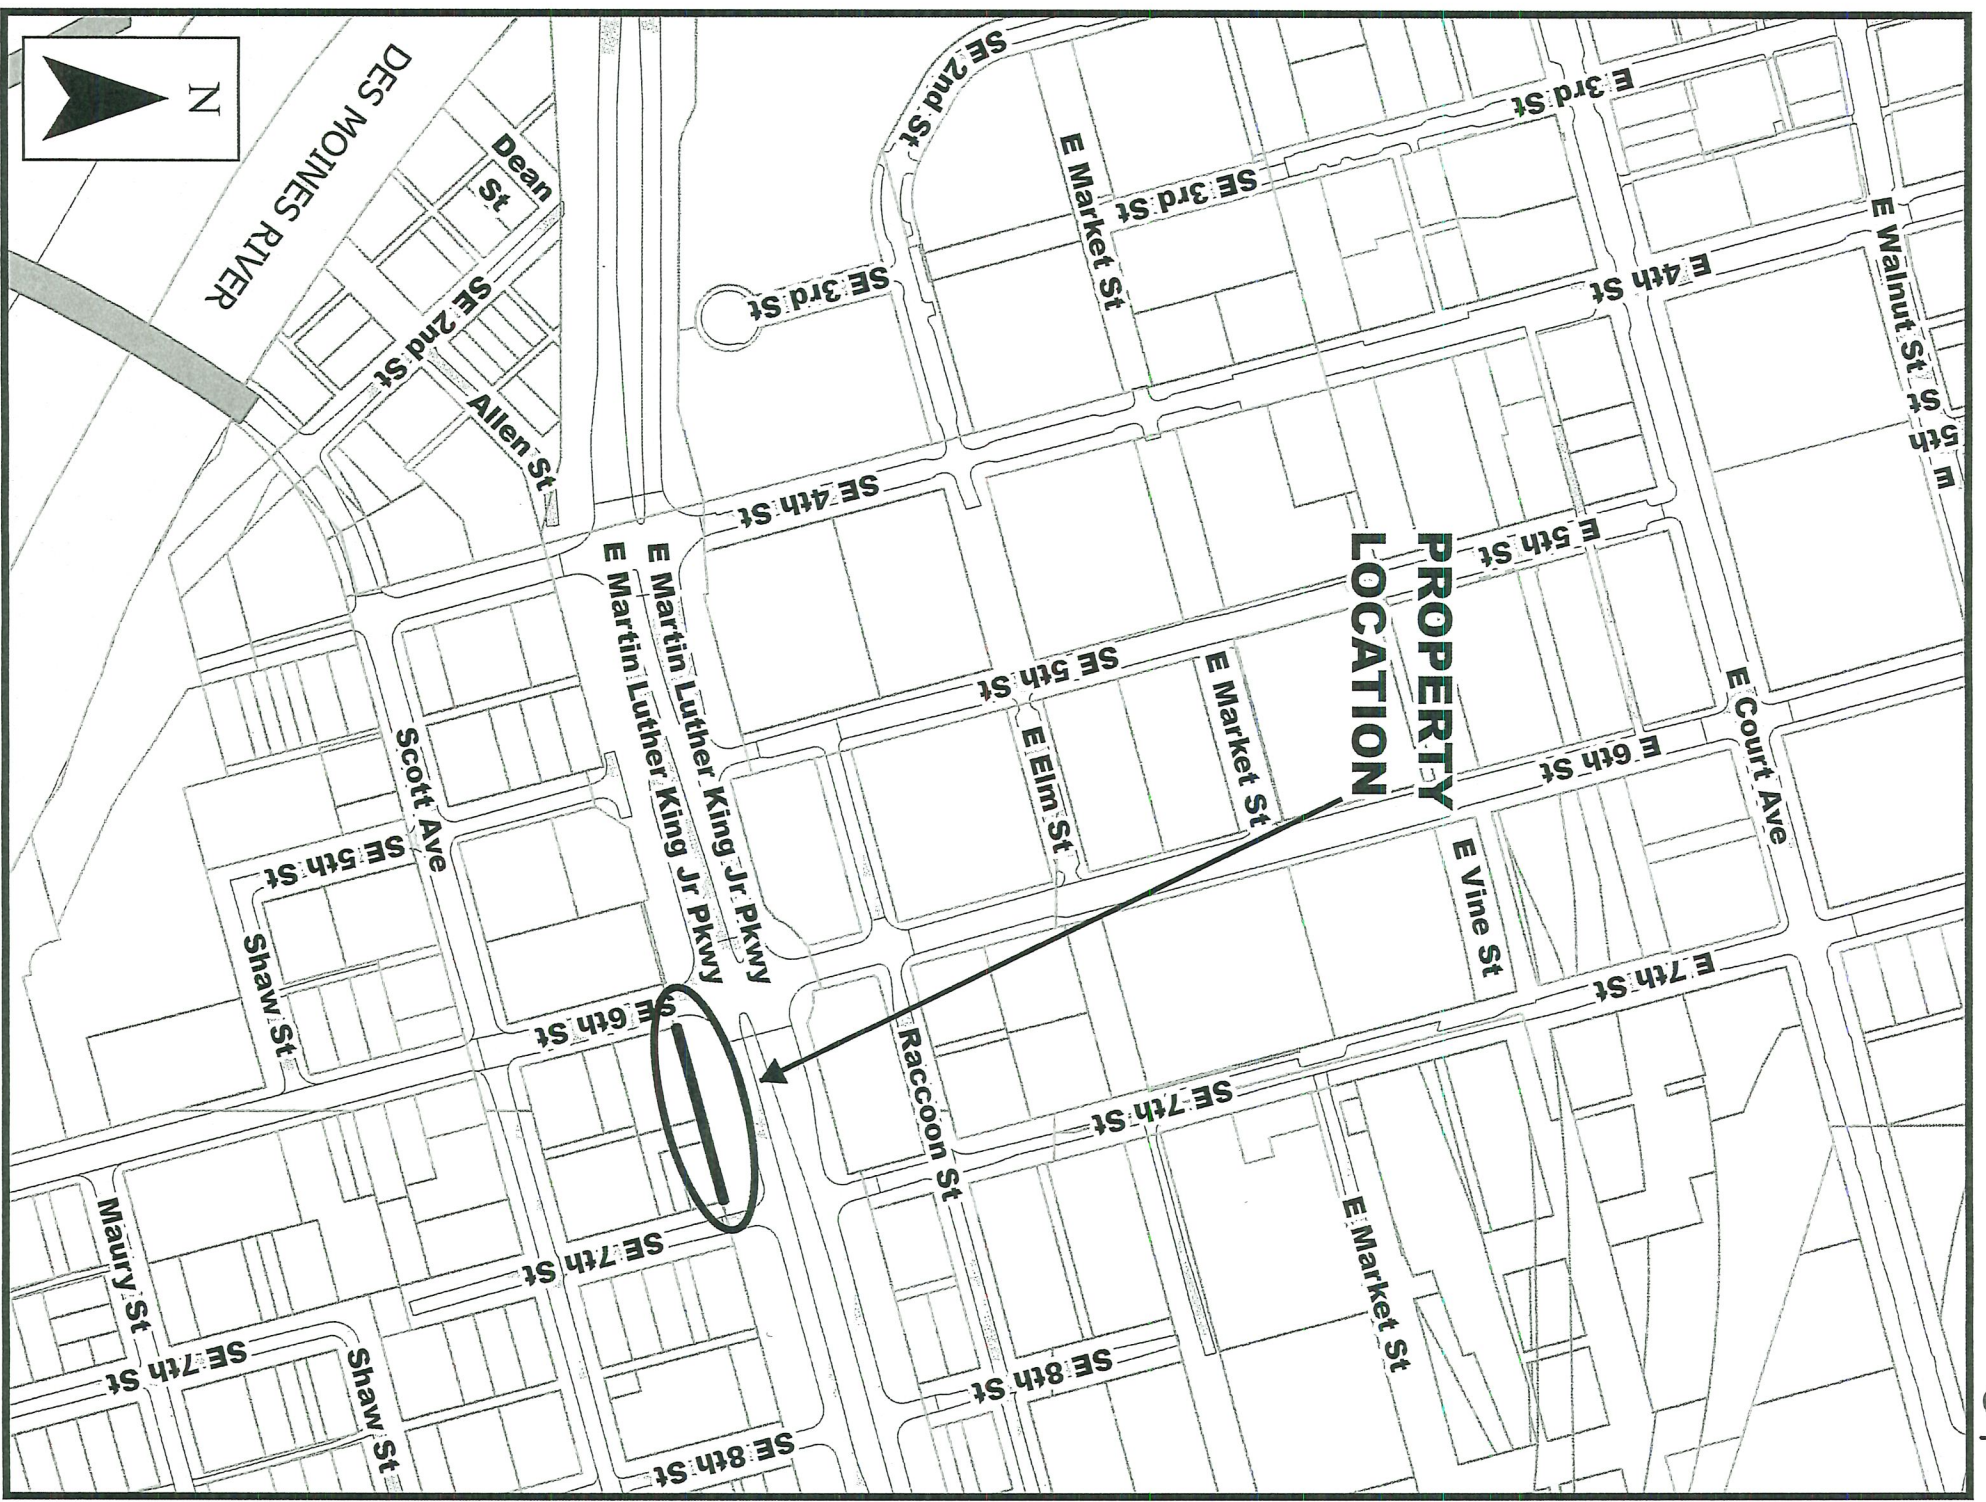 E Walnut St
E 5th
St
E 3rd St
E 4th St
E Court Ave
E 5th St
E 6th St
E 7th St
E Vine St
PROPERTY
LOCATION
SE 2nd St
E Market St
SE 3rd St
SE 3rd St
SE 4th St
SE 5th St
E Market St
E Elm St
E Market St
SE 7th St
Raccoon St
SE 8th St
E Martin Luther King Jr Pkwy
E Martin Luther King Jr Pkwy
Dean
St
SE 2nd St
Allen St
DES MOINES RIVER
N
Scott Ave
SE 5th St
SE 6th St
Shaw St
SE 7th St
SE 8th St
Maury St
SE 7th St
Shaw St